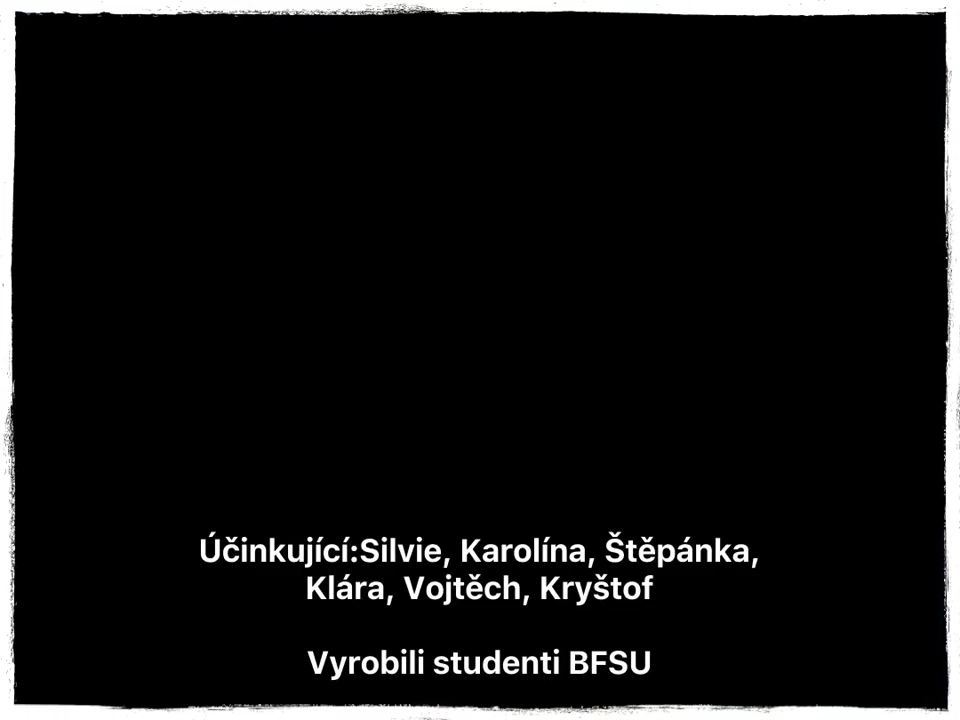 Účinkující:Silvie, Karolína, Štěpánka,
Klára, Vojtěch, Kryštof
Vyrobili studenti BFSU